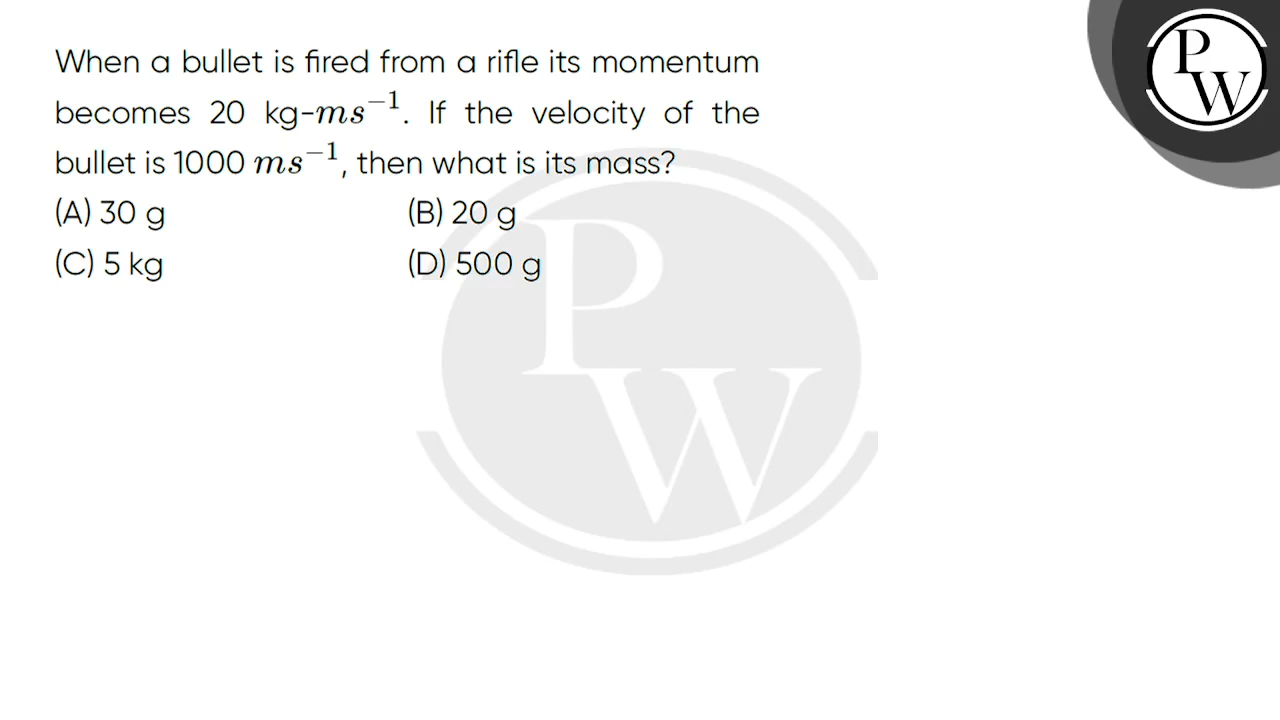 When a bullet is fired from a rifle its momentum
becomes 20 kg-ms⁻¹. If the velocity of the
bullet is 1000 ms⁻¹, then what is its mass?
(A) 30 g (B) 20 g
(C) 5 kg (D) 500 g
P
W
P
W